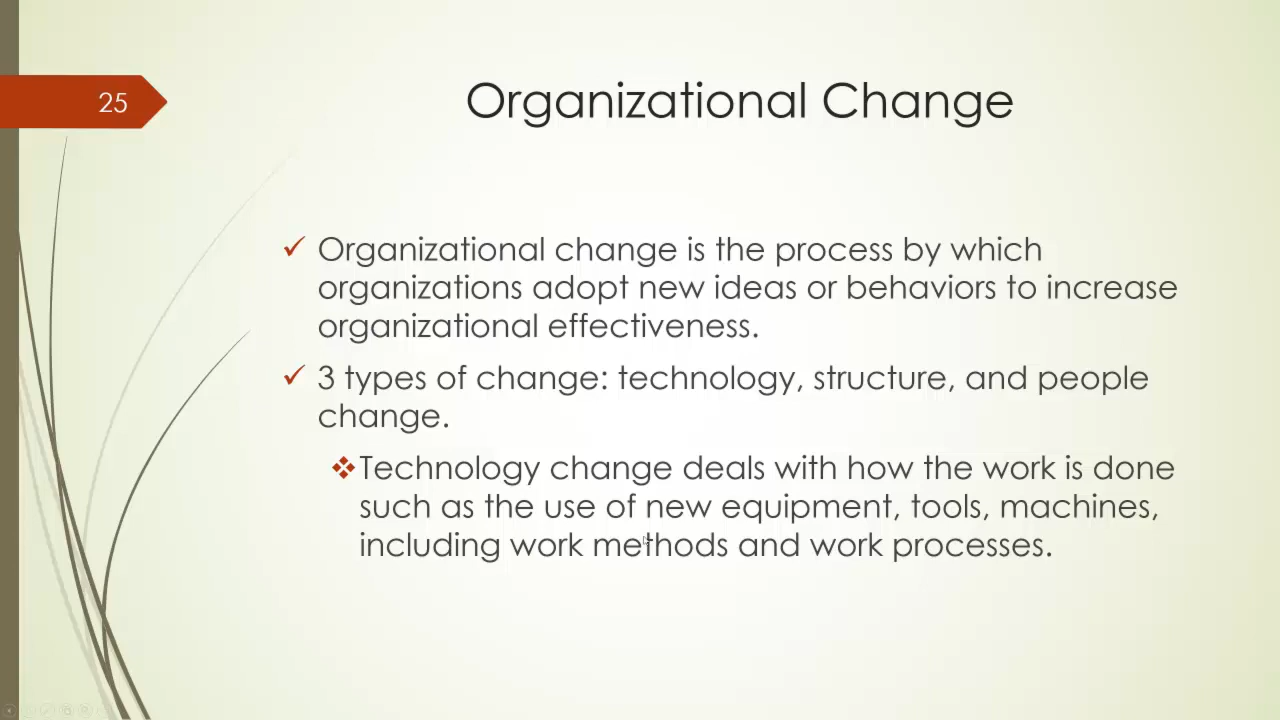 25
Organizational Change
Organizational change is the process by which
organizations adopt new ideas or behaviors to increase
organizational effectiveness.
3 types of change: technology, structure, and people
change.
Technology change deals with how the work is done
such as the use of new equipment, tools, machines,
including work methods and work processes.